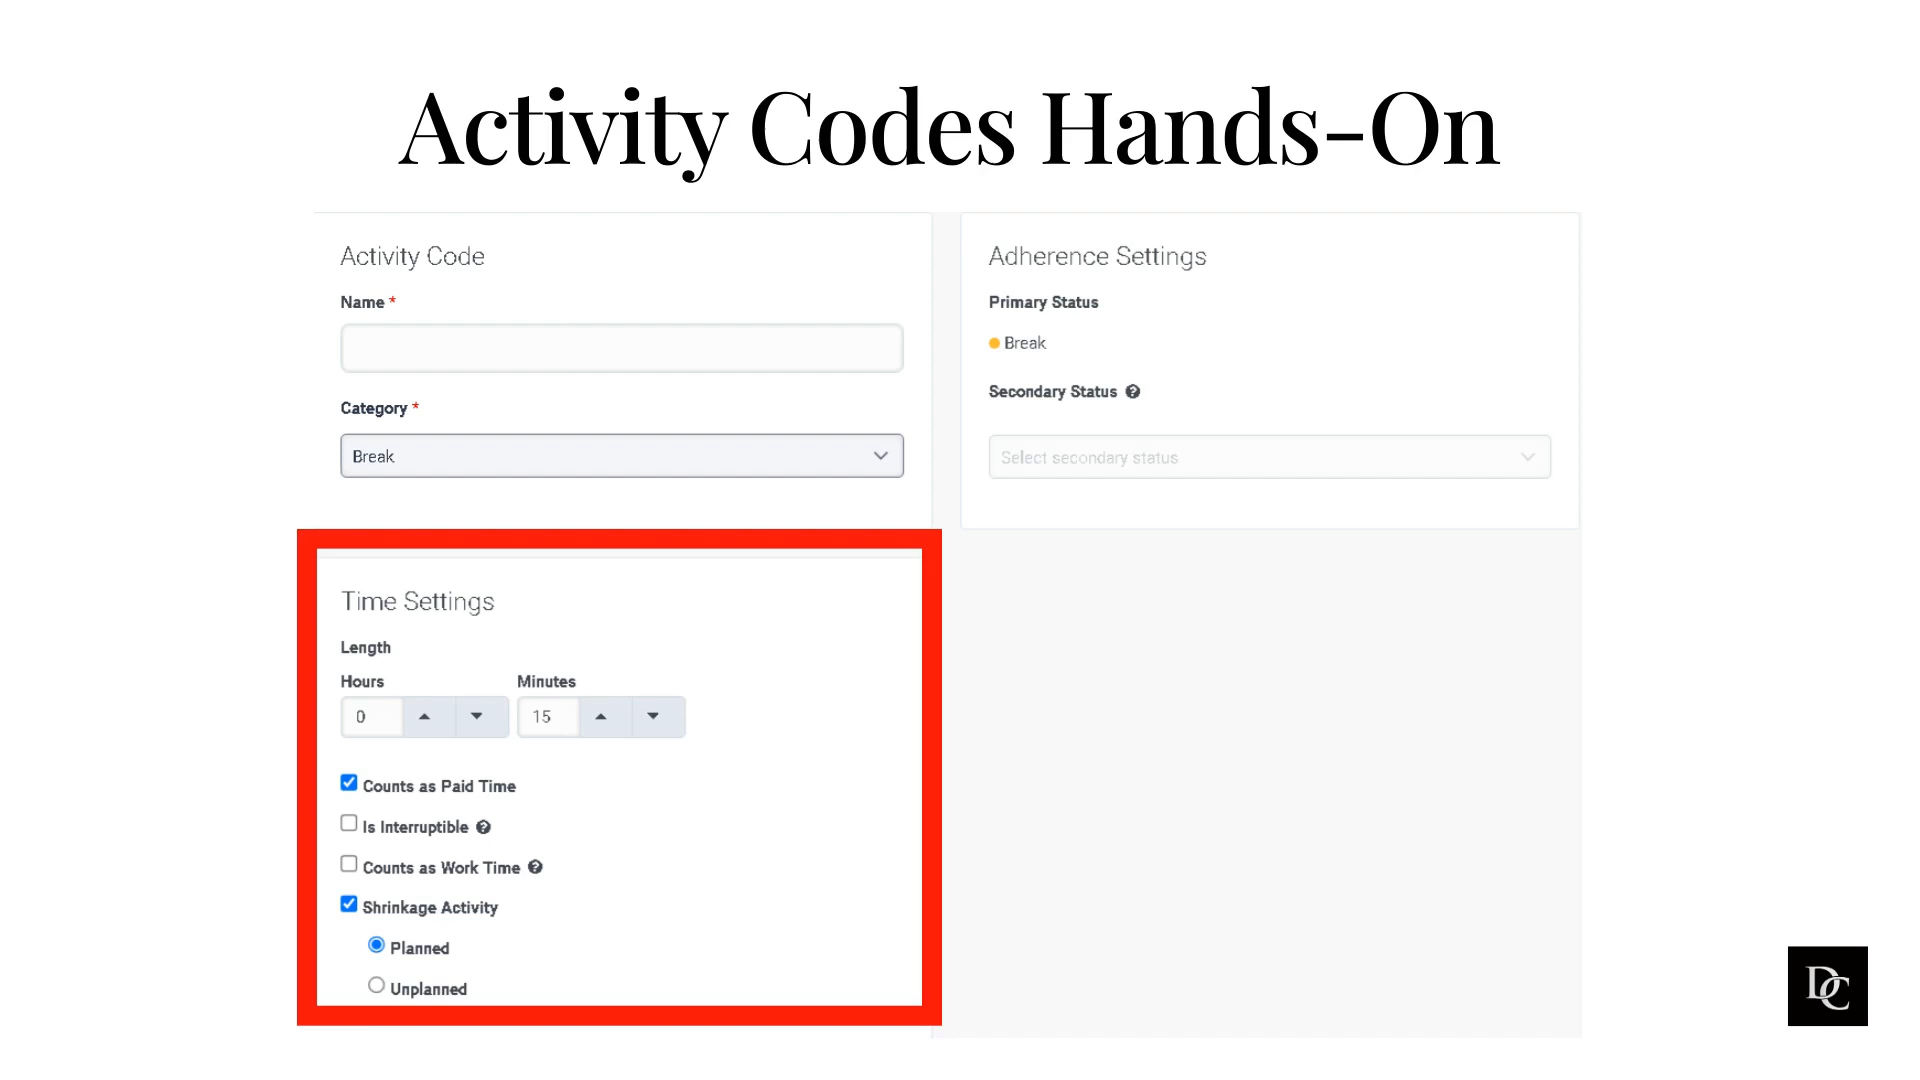 Activity Codes Hands-On
Activity Code
Name *
Category *
Break
Adherence Settings
Primary Status
Break
Secondary Status ?
Select secondary status
Time Settings
Length
Hours
Minutes
0
15
Counts as Paid Time
Is Interruptible ?
Counts as Work Time ?
Shrinkage Activity
Planned
Unplanned
DC